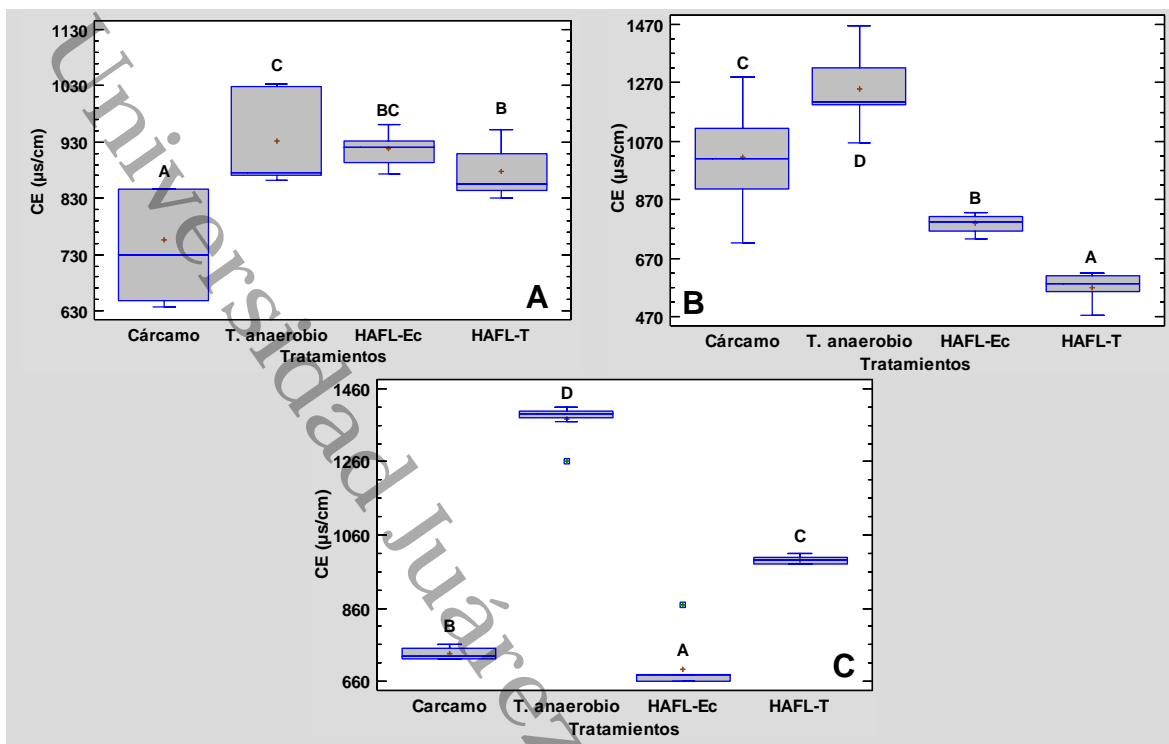 1130
1030
930
830
730
630
CE (µs/cm)
A
C
BC
B
A
Cárcamo T. anaerobio HAFL-Ec HAFL-T
Tratamientos
1470
1270
1070
870
670
470
CE (µs/cm)
C
D
B
A
B
Cárcamo T. anaerobio HAFL-Ec HAFL-T
Tratamientos
1460
1260
1060
860
660
CE (µs/cm)
B
D
A
C
C
Carcamo T. anaerobio HAFL-Ec HAFL-T
Tratamientos
Universidad Juárez